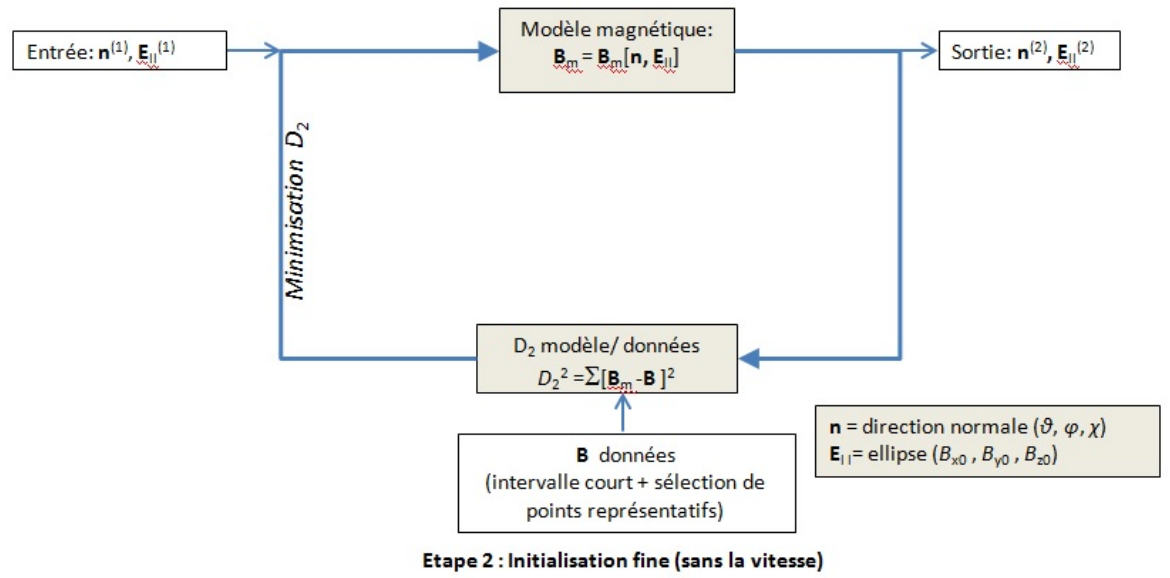 Entrée: n(1), E||(1)
Modèle magnétique:
Bm = Bm[n, E||]
Sortie: n(2), E||(2)
Minimisation D2
D2 modèle/ données
D2² =Σ[Bm -B ]²
B données
(intervalle court + sélection de
points représentatifs)
n = direction normale (ϑ, φ, χ)
E||= ellipse (Bx0 , By0 , Bz0)
Etape 2 : Initialisation fine (sans la vitesse)